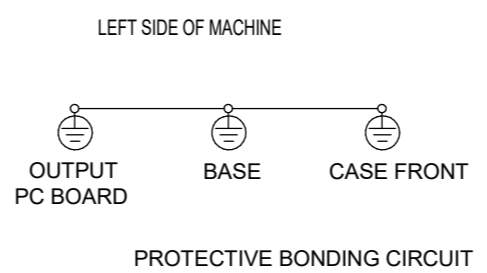 LEFT SIDE OF MACHINE
OUTPUT
PC BOARD
BASE
CASE FRONT
PROTECTIVE BONDING CIRCUIT